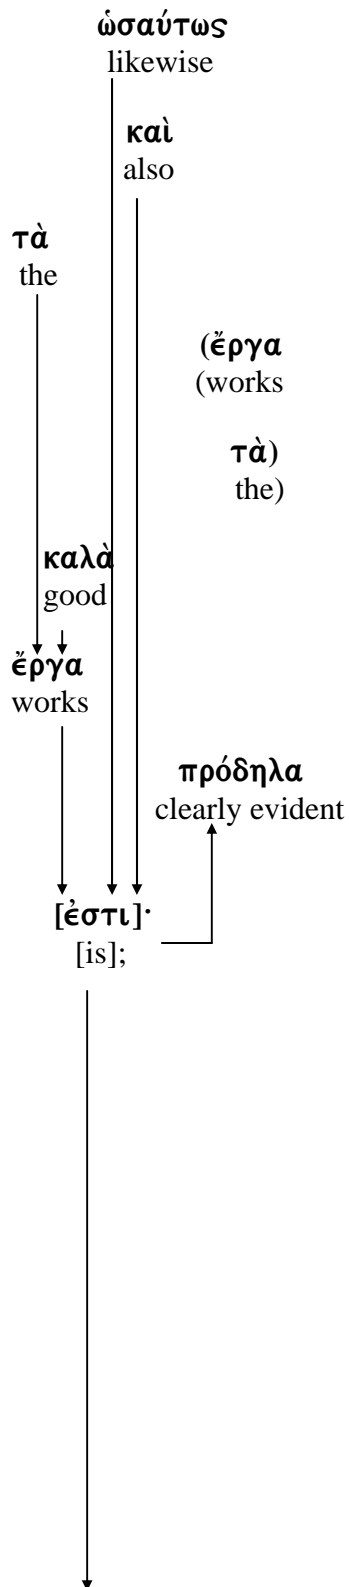 ὡσαύτως
likewise
καὶ
also
τὰ
the
(ἔργα
(works
τὰ)
the)
καλὰ
good
ἔργα
works
πρόδηλα
clearly evident
[ἐστι]·
[is];